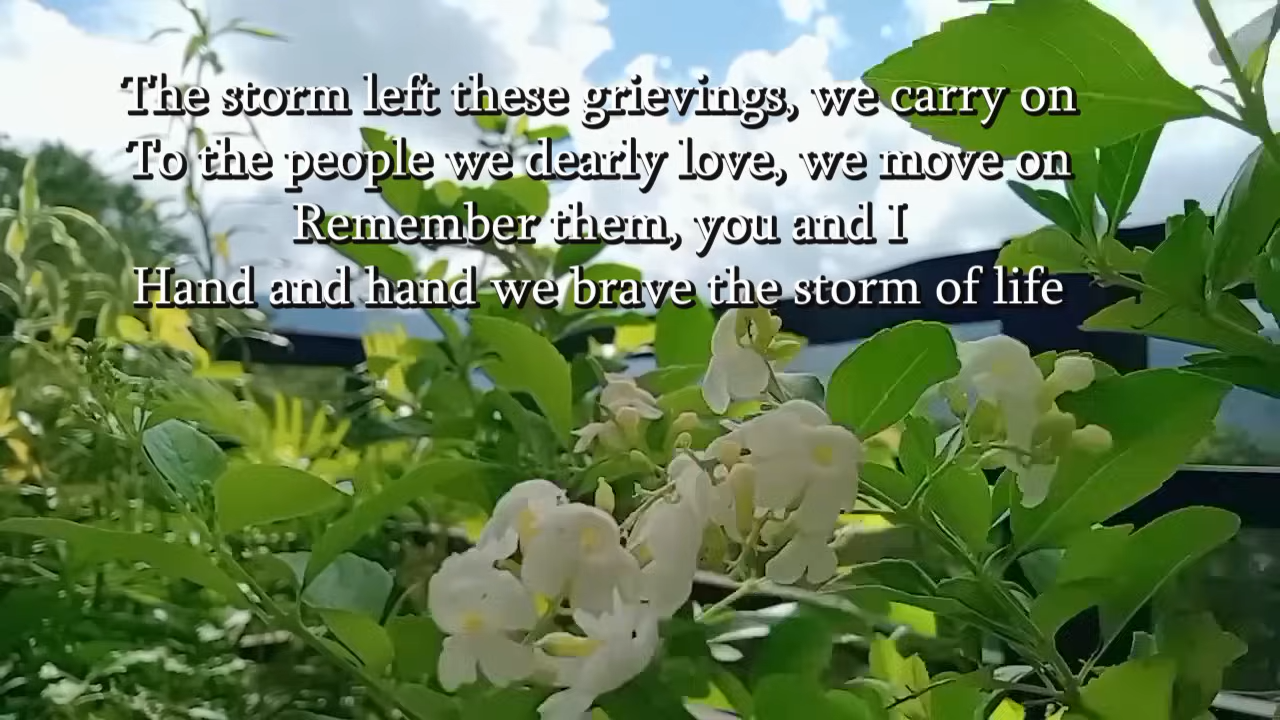 The storm left these grievings, we carry on
To the people we dearly love, we move on
Remember them, you and I
Hand and hand we brave the storm of life